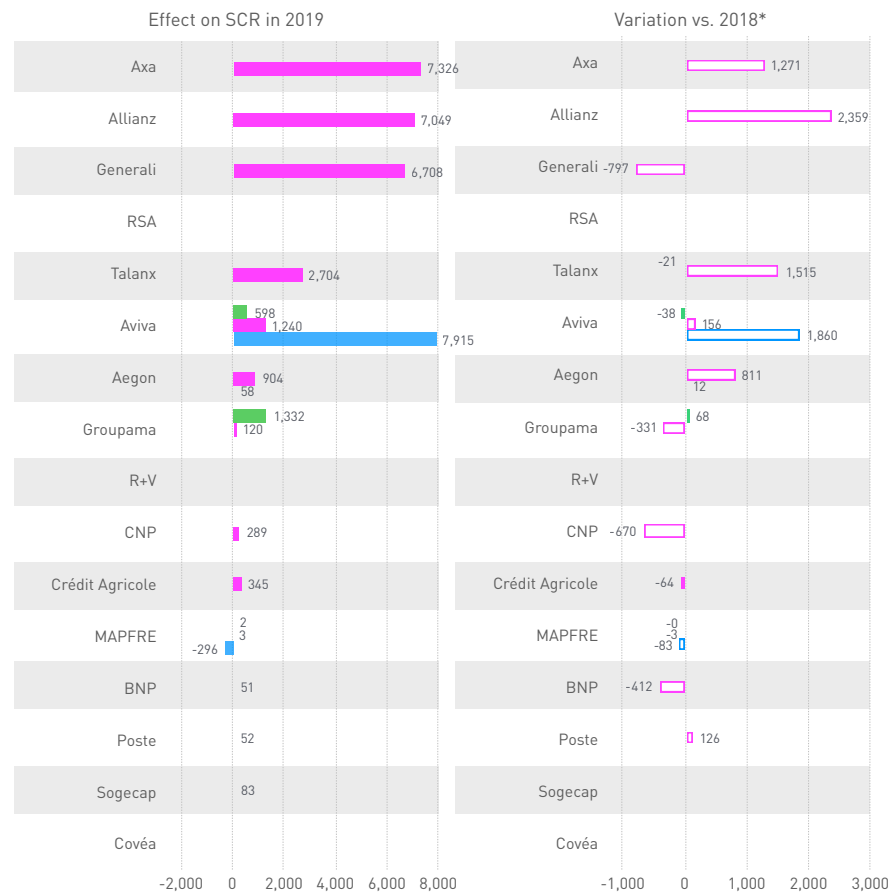 Effect on SCR in 2019
Axa 7,326
Allianz 7,049
Generali 6,708
RSA
Talanx 2,704
598
Aviva 1,240
7,915
Aegon 904
58
1,332
Groupama 120
R+V
CNP 289
Crédit Agricole 345
2
MAPFRE 3
-296
BNP 51
Poste 52
Sogecap 83
Covéa
-2,000 0 2,000 4,000 6,000 8,000
Variation vs. 2018*
Axa 1,271
Allianz 2,359
Generali -797
RSA
-21
Talanx 1,515
-38
Aviva 156
1,860
Aegon 811
12
68
Groupama -331
R+V
CNP -670
Crédit Agricole -64
-0
MAPFRE -3
-83
BNP -412
Poste 126
Sogecap
Covéa
-1,000 0 1,000 2,000 3,000